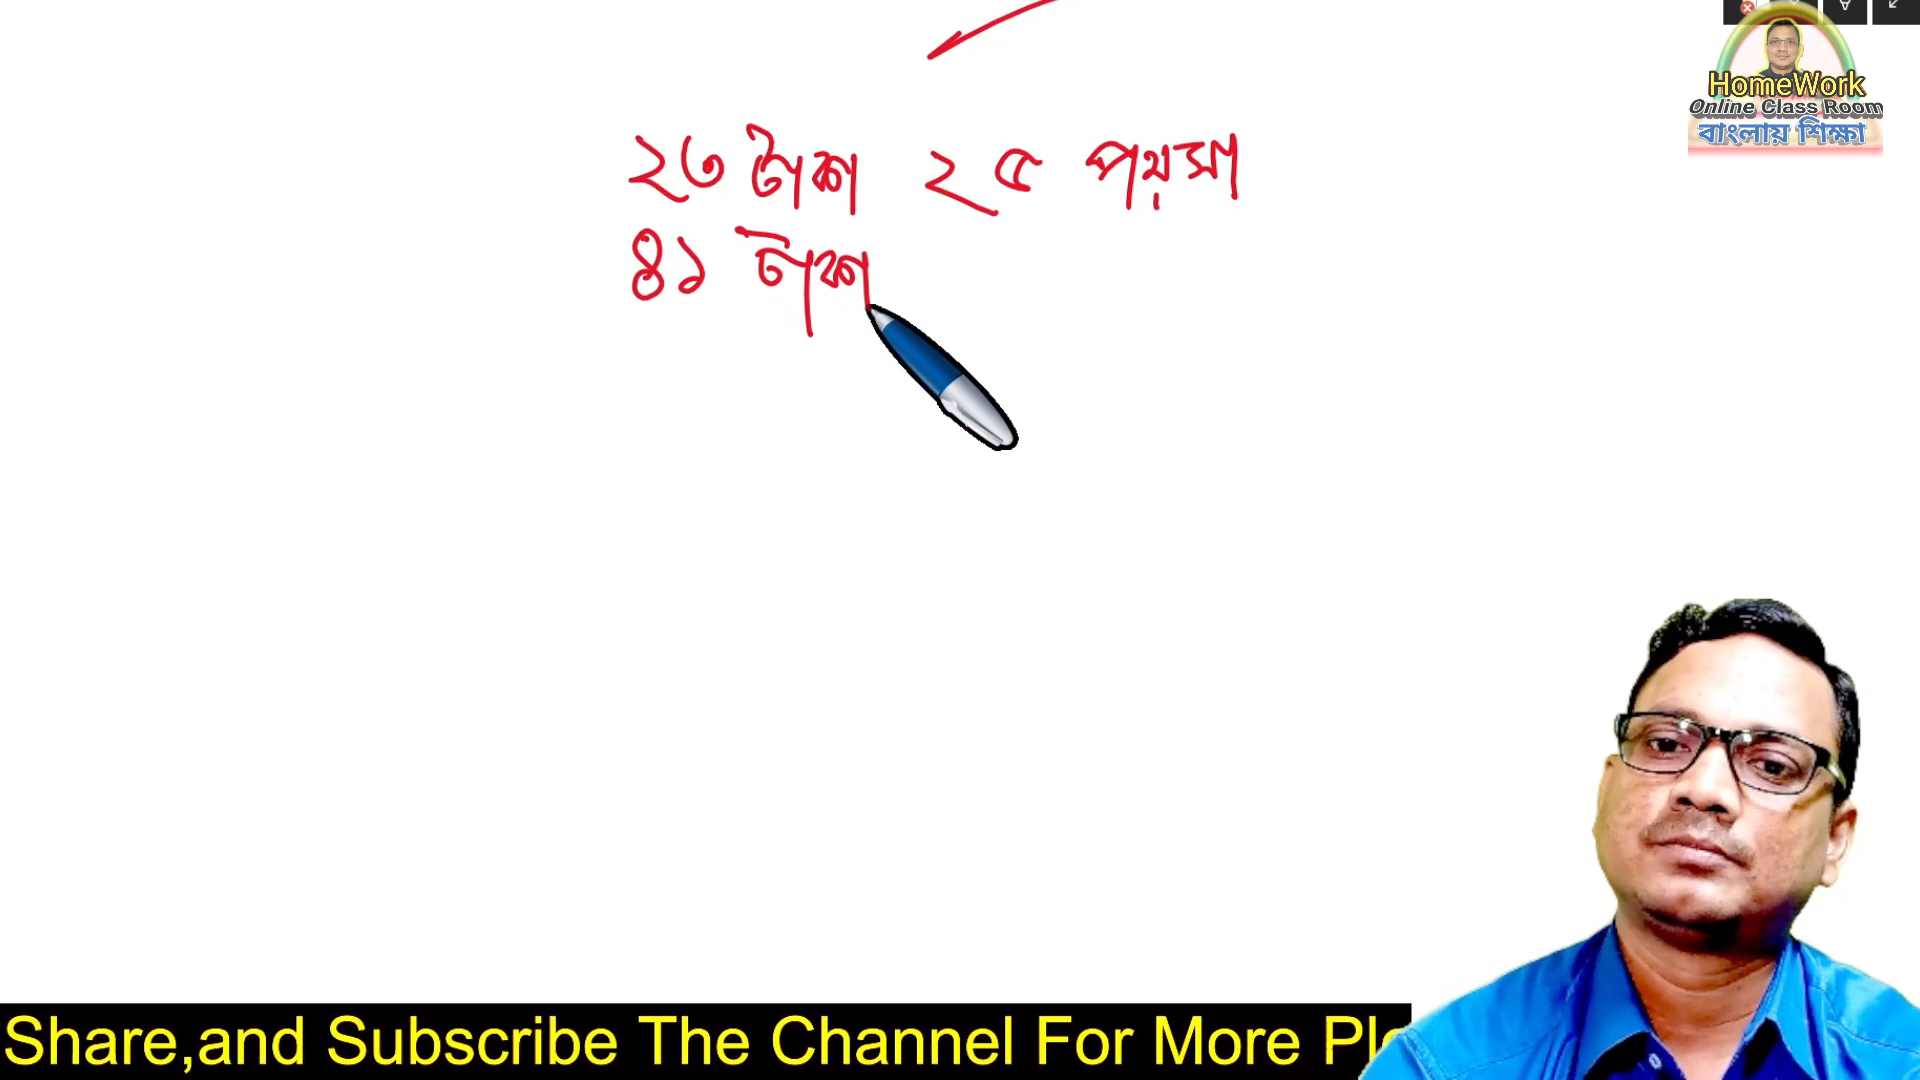 HomeWork
Online Class Room
বাংলায় শিক্ষা
২৩ টাকা ২৫ পয়সা
৪১ টাকা
Share,and Subscribe The Channel For More Pl